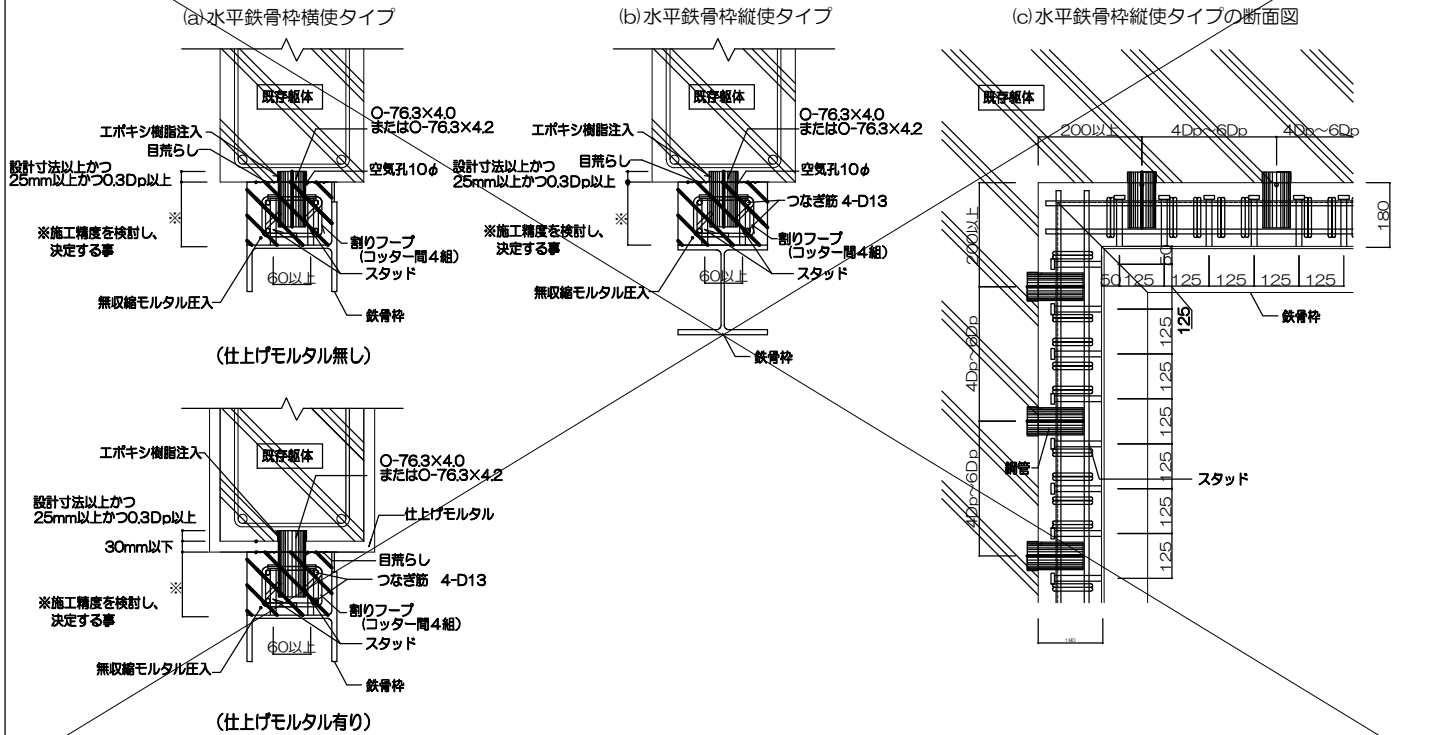 (a)水平鉄骨枠横使タイプ
既存躯体
O-76.3×4.0
またはO-76.3×4.2
エポキシ樹脂注入
目荒らし
設計寸法以上かつ
25mm以上かつ0.3Dp以上
空気孔10φ
※
※施工精度を検討し、
決定する事
割りフープ
(コッター間4組)
スタッド
60以上
無収縮モルタル圧入
鉄骨枠
(仕上げモルタル無し)
既存躯体
エポキシ樹脂注入
O-76.3×4.0
またはO-76.3×4.2
設計寸法以上かつ
25mm以上かつ0.3Dp以上
仕上げモルタル
30mm以下
目荒らし
つなぎ筋 4-D13
※
※施工精度を検討し、
決定する事
割りフープ
(コッター間4組)
スタッド
60以上
無収縮モルタル圧入
鉄骨枠
(仕上げモルタル有り)
(b)水平鉄骨枠縦使タイプ
既存躯体
O-76.3×4.0
またはO-76.3×4.2
エポキシ樹脂注入
目荒らし
設計寸法以上かつ
25mm以上かつ0.3Dp以上
空気孔10φ
つなぎ筋 4-D13
※
※施工精度を検討し、
決定する事
割りフープ
(コッター間4組)
スタッド
60以上
無収縮モルタル圧入
鉄骨枠
(c)水平鉄骨枠縦使タイプの断面図
既存躯体
200以上
4Dp~6Dp
4Dp~6Dp
180
200以上
50
50
125
125
125
125
125
鉄骨枠
125
125
125
125
125
125
125
4Dp~6Dp
4Dp~6Dp
鋼管
スタッド
180